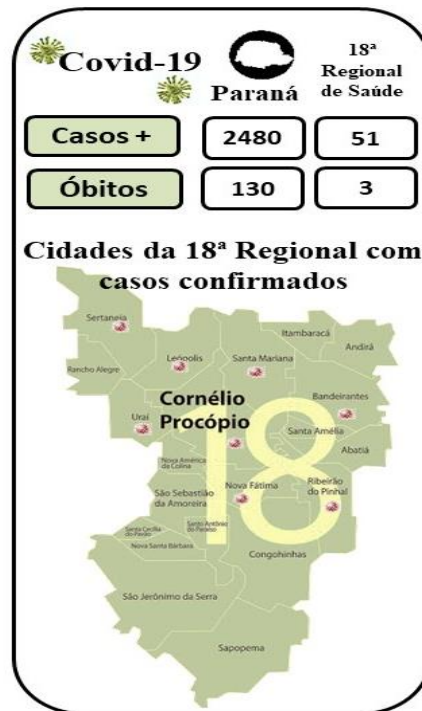 Covid-19
Paraná
18ª
Regional
de Saúde
Casos +
2480
51
Óbitos
130
3
Cidades da 18ª Regional com
casos confirmados
Sertaneja
Itambaracá
Andirá
Leópolis
Santa Mariana
Rancho Alegre
Cornélio
Procópio
Bandeirantes
Uraí
18
Santa Amélia
Abatiá
Nova América
da Colina
Nova Fátima
Ribeirão
do Pinhal
São Sebastião
da Amoreira
Santa Cecília
do Pavão
Santo Antônio
do Paraíso
Nova Santa Bárbara
Congohinhas
São Jerônimo da Serra
Sapopema